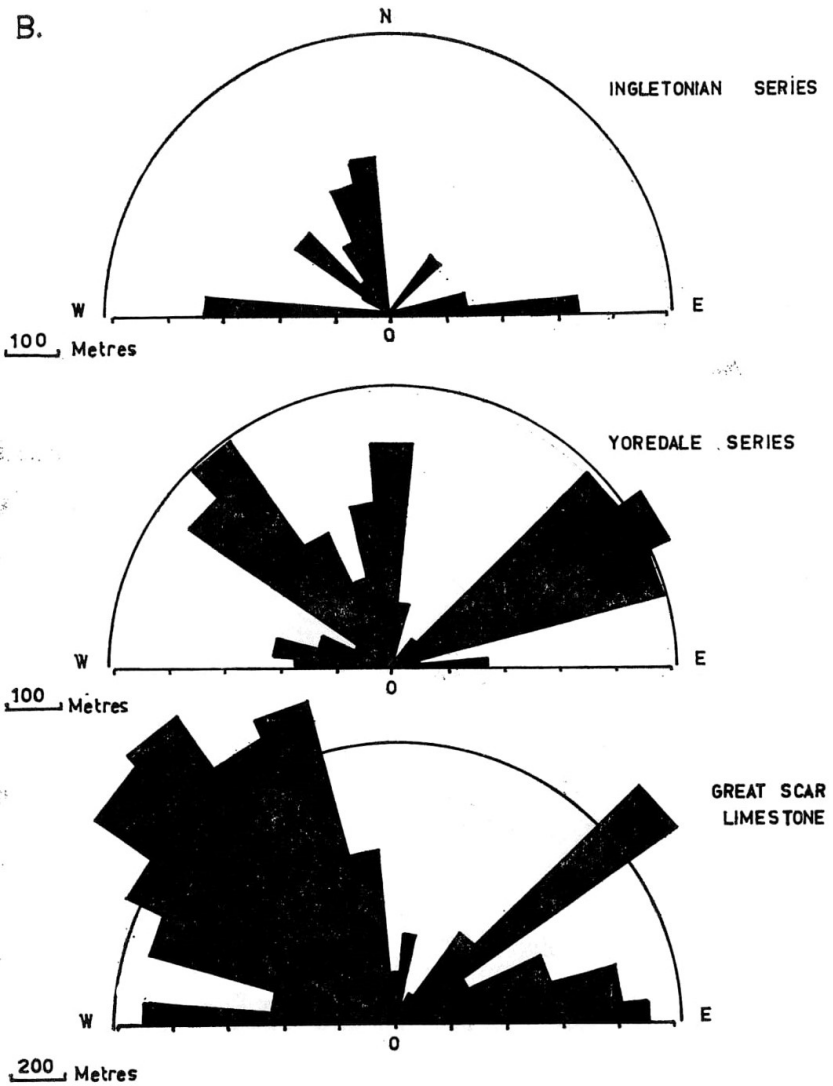 B.
N
INGLETONIAN SERIES
W
E
O
100 Metres
YOREDALE SERIES
W
E
O
100 Metres
GREAT SCAR
LIMESTONE
W
E
O
200 Metres